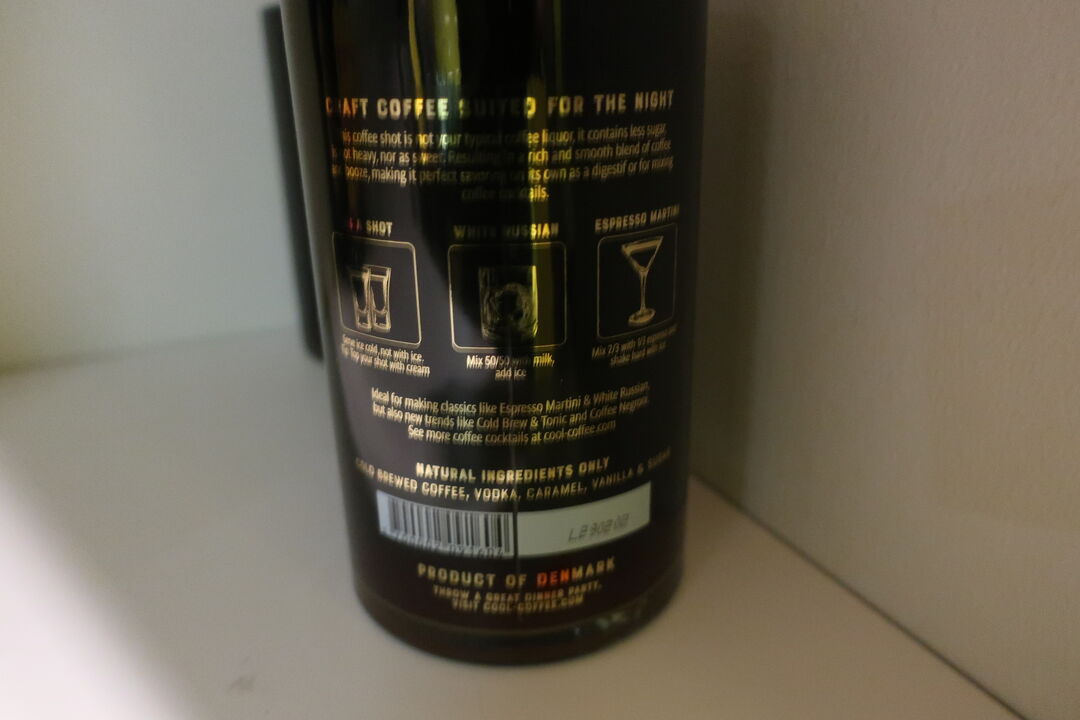 CRAFT COFFEE SUITED FOR THE NIGHT
This coffee shot is not your typical coffee liquor, it contains less sugar,
is not heavy, nor as sweet. Resulting in a rich and smooth blend of coffee
and booze, making it perfect savoring on its own as a digestif or for mixing
coffee cocktails.
AS A SHOT
WHITE RUSSIAN
ESPRESSO MARTINI
Serve ice cold, not with ice.
Tip: Top your shot with cream
Mix 50/50 with milk,
add ice
Mix 2/3 with 1/3 espresso and
shake hard with ice
Ideal for making classics like Espresso Martini & White Russian,
but also new trends like Cold Brew & Tonic and Coffee Negroni.
See more coffee cocktails at cool-coffee.com
NATURAL INGREDIENTS ONLY
COLD BREWED COFFEE, VODKA, CARAMEL, VANILLA & SUGAR
PRODUCT OF DENMARK
THROW A GREAT DINNER PARTY,
VISIT COOL-COFFEE.COM